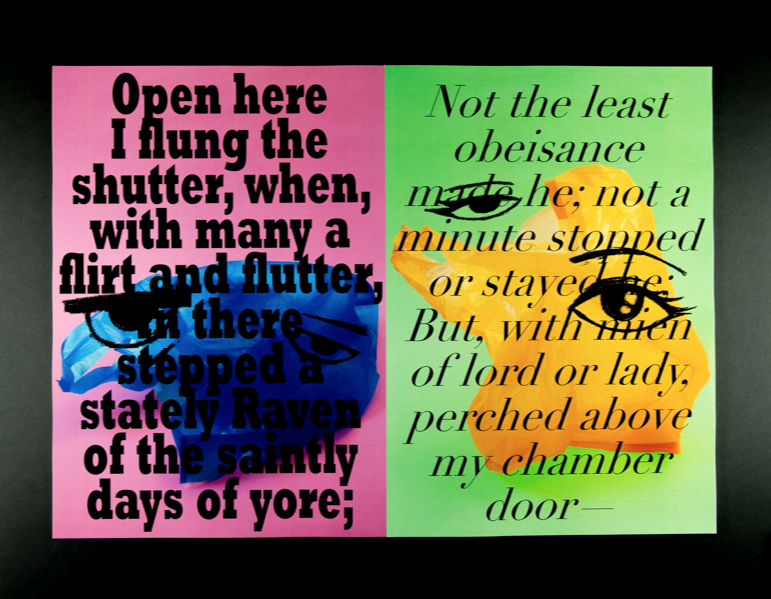 Open here
I flung the
shutter, when,
with many a
flirt and flutter,
in there
stepped a
stately Raven
of the saintly
days of yore;
Not the least
obeisance
made he; not a
minute stopped
or stayed he;
But, with mien
of lord or lady,
perched above
my chamber
door—